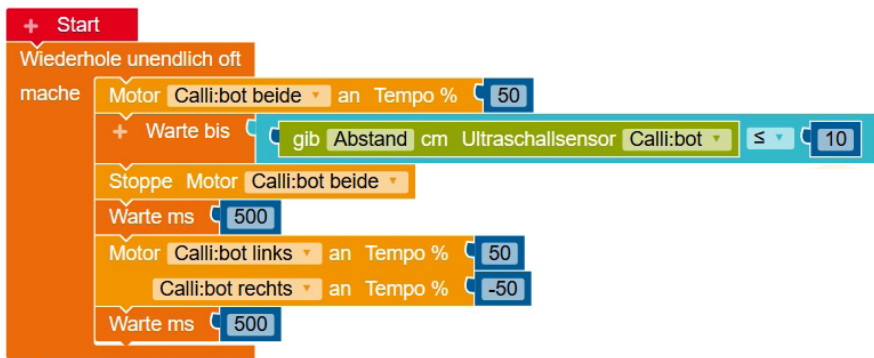 + Start
Wiederhole unendlich oft
mache Motor Calli:bot beide an Tempo % 50
+ Warte bis gib Abstand cm Ultraschallsensor Calli:bot ≤ 10
Stoppe Motor Calli:bot beide
Warte ms 500
Motor Calli:bot links an Tempo % 50
Calli:bot rechts an Tempo % -50
Warte ms 500